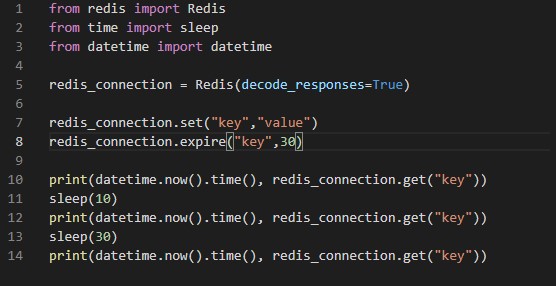 1 from redis import Redis
2 from time import sleep
3 from datetime import datetime
4
5 redis_connection = Redis(decode_responses=True)
6
7 redis_connection.set("key","value")
8 redis_connection.expire("key",30)
9
10 print(datetime.now().time(), redis_connection.get("key"))
11 sleep(10)
12 print(datetime.now().time(), redis_connection.get("key"))
13 sleep(30)
14 print(datetime.now().time(), redis_connection.get("key"))